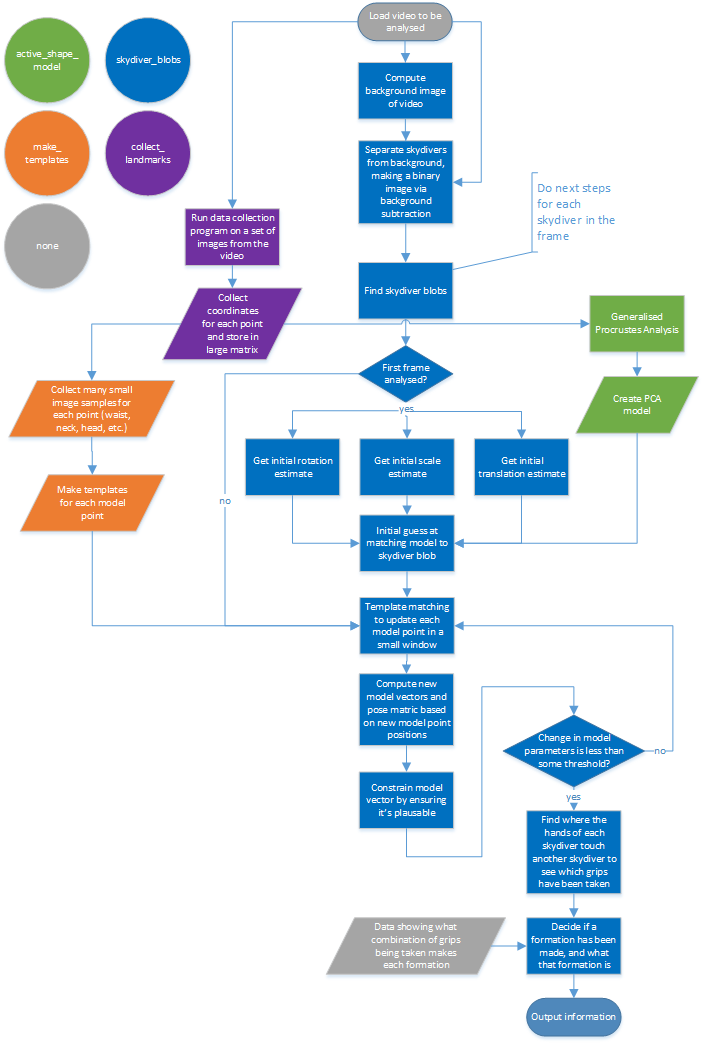 Load video to be
analysed
active_shape_
model
skydiver_blobs
Compute
background image
of video
make_
templates
collect_
landmarks
Separate skydivers
from background,
making a binary
image via
background
subtraction
Do next steps
for each
skydiver in the
frame
none
Run data collection
program on a set of
images from the
video
Find skydiver blobs
Collect
coordinates
for each point
and store in
large matrix
Generalised
Procrustes Analysis
First frame
analysed?
Collect many small
image samples for
each point (waist,
neck, head, etc.)
Create PCA
model
yes
Get initial rotation
estimate
Get initial scale
estimate
Get initial
translation estimate
Make templates
for each model
point
no
Initial guess at
matching model to
skydiver blob
Template matching
to update each
model point in a
small window
Compute new
model vectors and
pose matric based
on new model point
positions
Change in model
parameters is less than
some threshold?
no
Constrain model
vector by ensuring
it's plausable
yes
Find where the
hands of each
skydiver touch
another skydiver to
see which grips
have been taken
Data showing what
combination of grips
being taken makes
each formation
Decide if a
formation has been
made, and what
that formation is
Output information